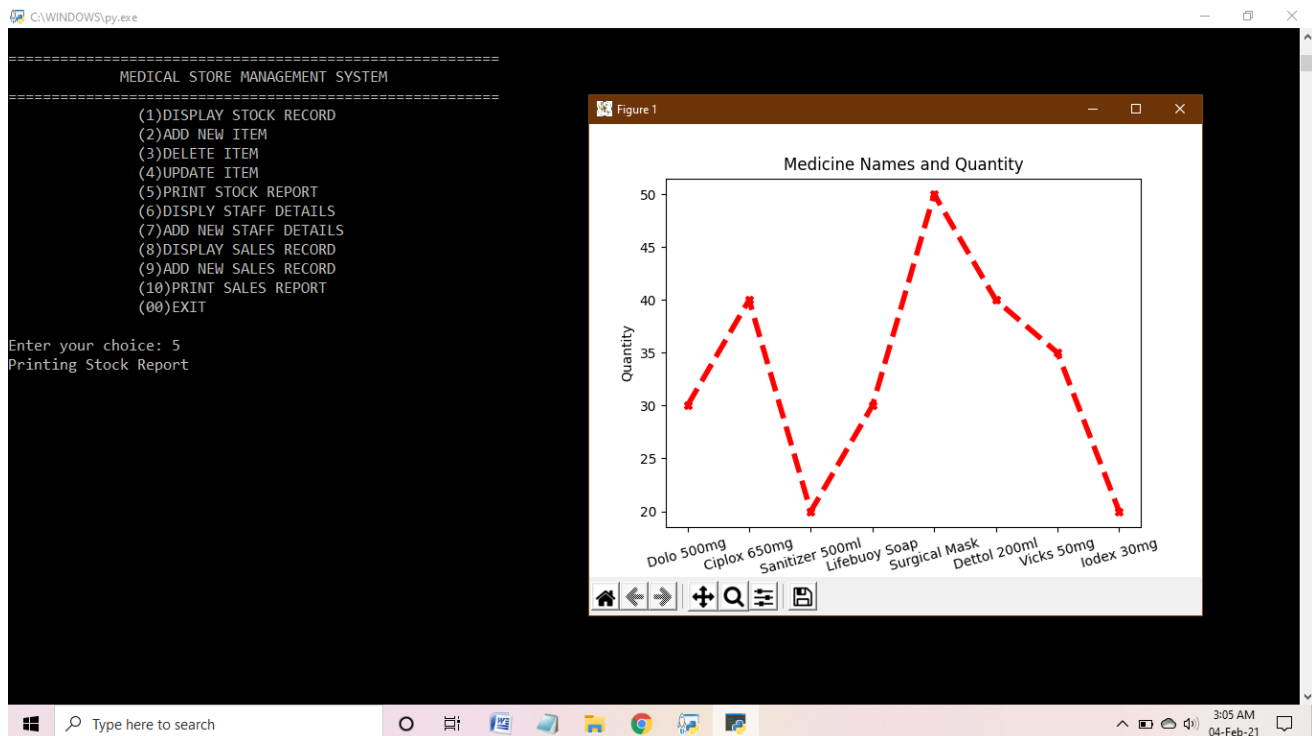 C:\WINDOWS\py.exe
========================================================
MEDICAL STORE MANAGEMENT SYSTEM
========================================================
(1)DISPLAY STOCK RECORD
(2)ADD NEW ITEM
(3)DELETE ITEM
(4)UPDATE ITEM
(5)PRINT STOCK REPORT
(6)DISPLY STAFF DETAILS
(7)ADD NEW STAFF DETAILS
(8)DISPLAY SALES RECORD
(9)ADD NEW SALES RECORD
(10)PRINT SALES REPORT
(00)EXIT
Enter your choice: 5
Printing Stock Report
Figure 1
Medicine Names and Quantity
Quantity
50
45
40
35
30
25
20
Dolo 500mg
Ciplox 650mg
Sanitizer 500ml
Lifebuoy Soap
Surgical Mask
Dettol 200ml
Vicks 50mg
Iodex 30mg
Type here to search
3:05 AM
04-Feb-21